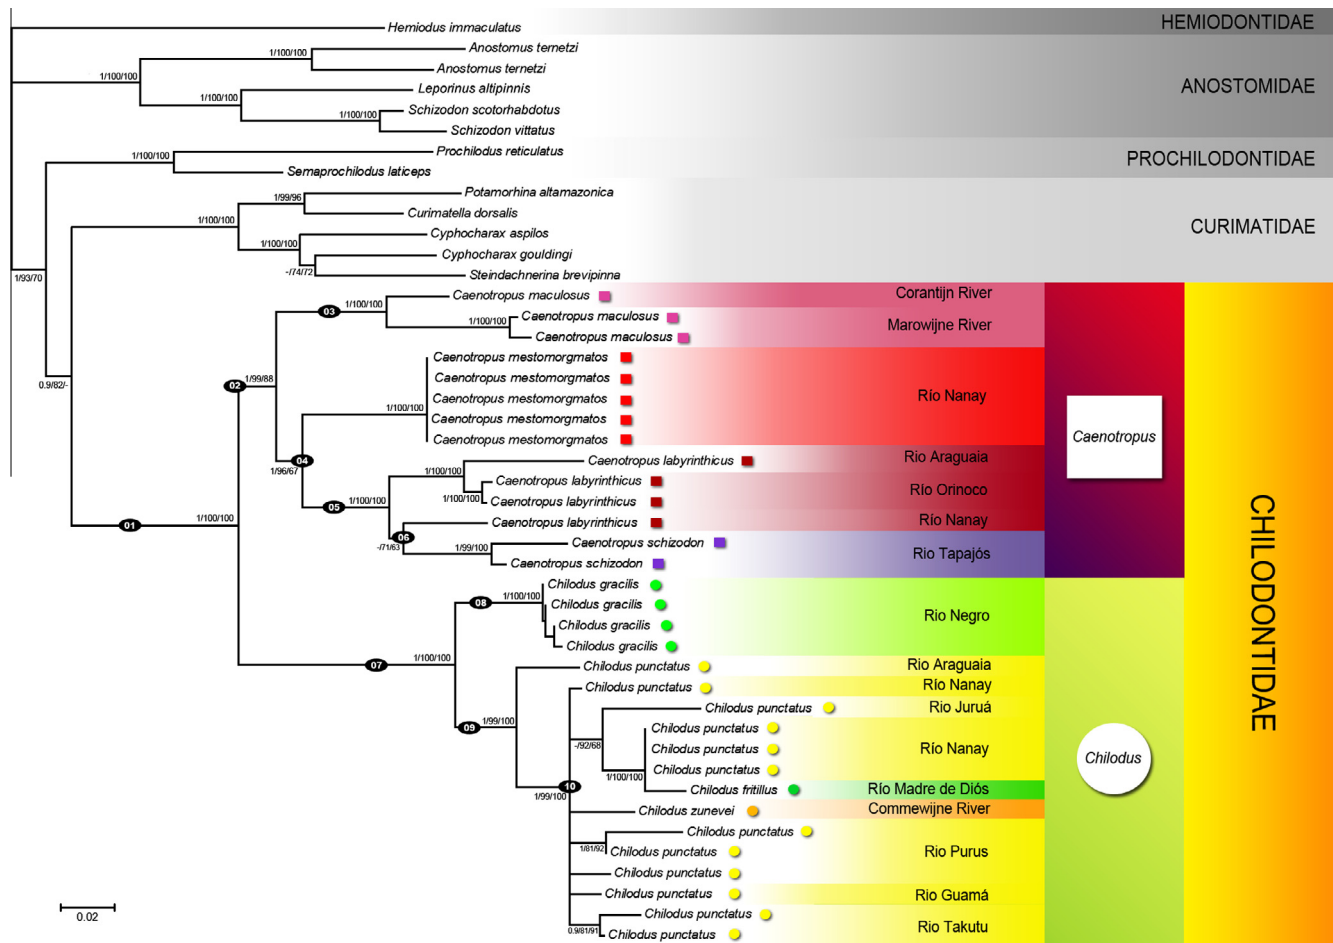 Hemiodus immaculatus
HEMIODONTIDAE
Anostomus ternetzi
1/100/100
Anostomus ternetzi
1/100/100
ANOSTOMIDAE
Leporinus altipinnis
1/100/100
Schizodon scotorhabdotus
1/100/100
Schizodon vittatus
Prochilodus reticulatus
1/100/100
PROCHILODONTIDAE
Semaprochilodus laticeps
Potamorhina altamazonica
1/99/96
Curimatella dorsalis
1/100/100
CURIMATIDAE
Cyphocharax aspilos
1/100/100
Cyphocharax gouldingi
-/74/72
Steindachnerina brevipinna
1/93/70
Caenotropus maculosus
Corantijn River
03
1/100/100
Caenotropus maculosus
Marowijne River
1/100/100
Caenotropus maculosus
Caenotropus mestomorgmatos
Caenotropus mestomorgmatos
0.9/82/-
02
1/99/88
Caenotropus mestomorgmatos
Río Nanay
1/100/100
Caenotropus mestomorgmatos
Caenotropus mestomorgmatos
Caenotropus
04
1/96/67
Caenotropus labyrinthicus
Rio Araguaia
1/100/100
Caenotropus labyrinthicus
Río Orinoco
1/100/100
Caenotropus labyrinthicus
05
1/100/100
Caenotropus labyrinthicus
Río Nanay
01
1/100/100
06
-/71/63
Caenotropus schizodon
Rio Tapajós
1/99/100
Caenotropus schizodon
CHILODONTIDAE
Chilodus gracilis
08
1/100/100
Chilodus gracilis
Rio Negro
Chilodus gracilis
Chilodus gracilis
07
1/100/100
Chilodus punctatus
Rio Araguaia
Chilodus punctatus
Río Nanay
Chilodus punctatus
Rio Juruá
09
1/99/100
Chilodus punctatus
-/92/68
Chilodus punctatus
Río Nanay
Chilodus punctatus
1/100/100
Chilodus
10
1/99/100
Chilodus fritillus
Río Madre de Diós
Chilodus zunevei
Commewijne River
Chilodus punctatus
1/81/92
Chilodus punctatus
Rio Purus
Chilodus punctatus
Chilodus punctatus
Rio Guamá
Chilodus punctatus
0.9/81/91
Rio Takutu
Chilodus punctatus
0.02